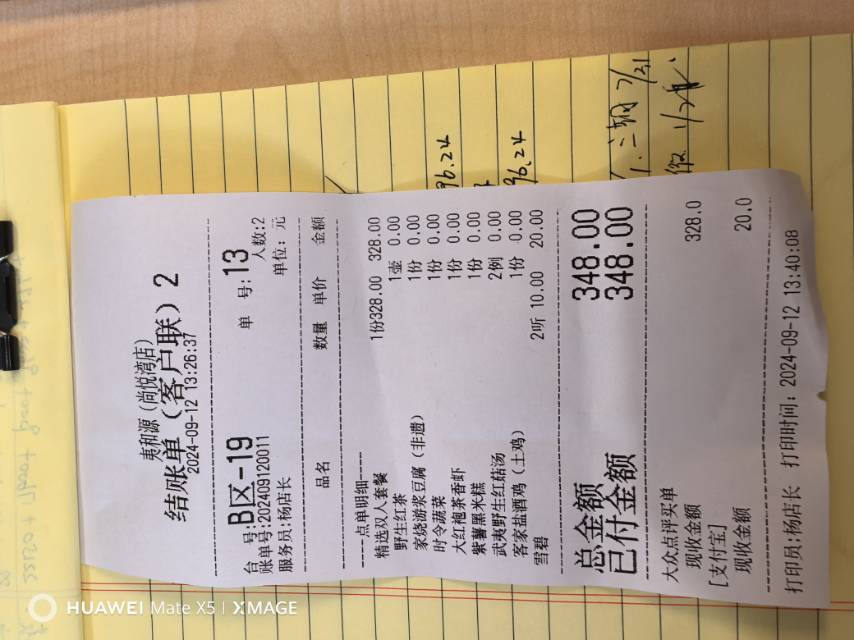 夷和源（尚悦湾店）
结账单（客户联）2
2024-09-12 13:26:37
台 号:B区-19 单 号:13
账单号:202409120011 人数:2
服务员:杨店长 单位: 元
品名 数量 单价 金额
----点单明细----
精选双人套餐 1份328.00 328.00
野生红茶 1壶 0.00
家烧游浆豆腐（非遗） 1份 0.00
时令蔬菜 1份 0.00
大红袍茶香虾 1份 0.00
紫薯黑米糕 1份 0.00
武夷野生红菇汤 2例 0.00
客家盐酒鸡（土鸡） 1份 0.00
雪碧 2听 10.00 20.00
总金额 348.00
已付金额 348.00
大众点评买单
现收金额 328.0
[支付宝]
现收金额 20.0
打印员:杨店长 打印时间: 2024-09-12 13:40:08
96.24
96.24
HUAWEI Mate X5 | XMAGE